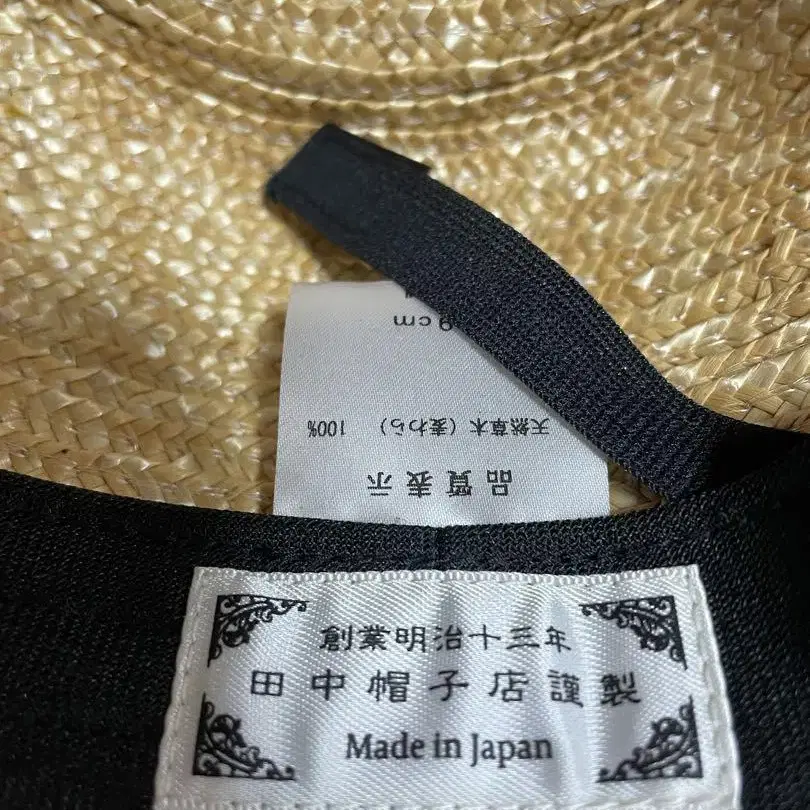 品質表示
天然草木（麦わら） 100%
9cm
創業明治十三年
田中帽子店謹製
Made in Japan